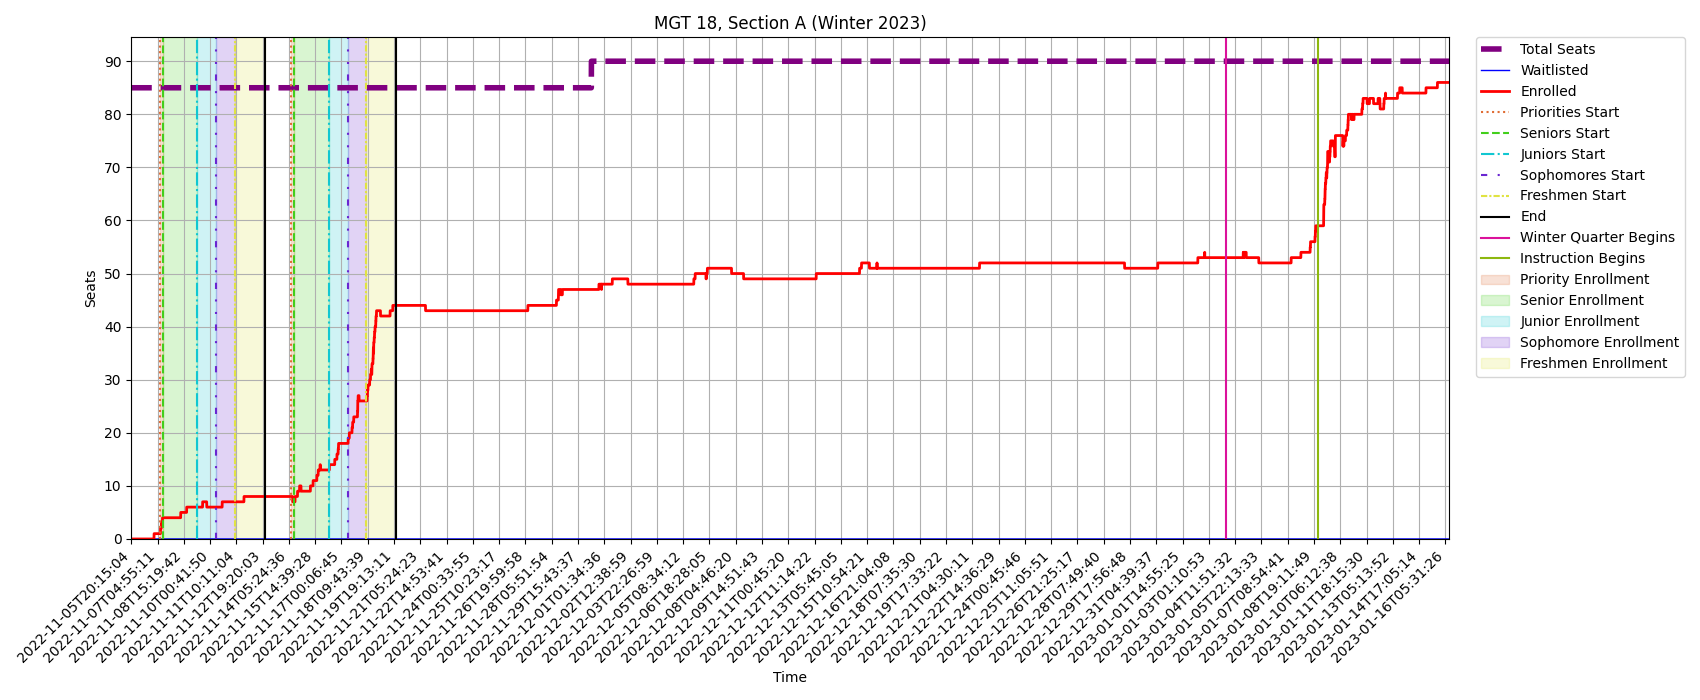 MGT 18, Section A (Winter 2023)
Seats
90
80
70
60
50
40
30
20
10
0
2022-11-05T20:15:04
2022-11-07T04:55:11
2022-11-08T15:19:42
2022-11-10T00:41:50
2022-11-11T10:11:04
2022-11-12T19:20:03
2022-11-14T05:24:36
2022-11-15T14:39:28
2022-11-17T00:06:45
2022-11-18T09:43:39
2022-11-19T19:13:11
2022-11-21T05:24:23
2022-11-22T14:53:41
2022-11-24T00:33:55
2022-11-25T10:23:17
2022-11-26T19:59:58
2022-11-28T05:51:54
2022-11-29T15:43:37
2022-12-01T01:34:36
2022-12-02T12:38:59
2022-12-03T22:26:59
2022-12-05T08:34:12
2022-12-06T18:28:05
2022-12-08T04:46:20
2022-12-09T14:51:43
2022-12-11T00:45:20
2022-12-12T11:14:22
2022-12-13T05:45:05
2022-12-15T10:54:21
2022-12-16T21:04:08
2022-12-18T07:35:30
2022-12-19T17:33:22
2022-12-21T04:30:11
2022-12-22T14:36:29
2022-12-24T00:45:46
2022-12-25T11:05:51
2022-12-26T21:25:17
2022-12-28T07:49:40
2022-12-29T17:56:48
2022-12-31T04:39:37
2023-01-01T14:55:25
2023-01-03T01:10:53
2023-01-04T11:51:32
2023-01-05T22:13:33
2023-01-07T08:54:41
2023-01-08T19:11:49
2023-01-10T06:12:38
2023-01-11T18:15:30
2023-01-13T05:13:52
2023-01-14T17:05:14
2023-01-16T05:31:26
Time
Total Seats
Waitlisted
Enrolled
Priorities Start
Seniors Start
Juniors Start
Sophomores Start
Freshmen Start
End
Winter Quarter Begins
Instruction Begins
Priority Enrollment
Senior Enrollment
Junior Enrollment
Sophomore Enrollment
Freshmen Enrollment